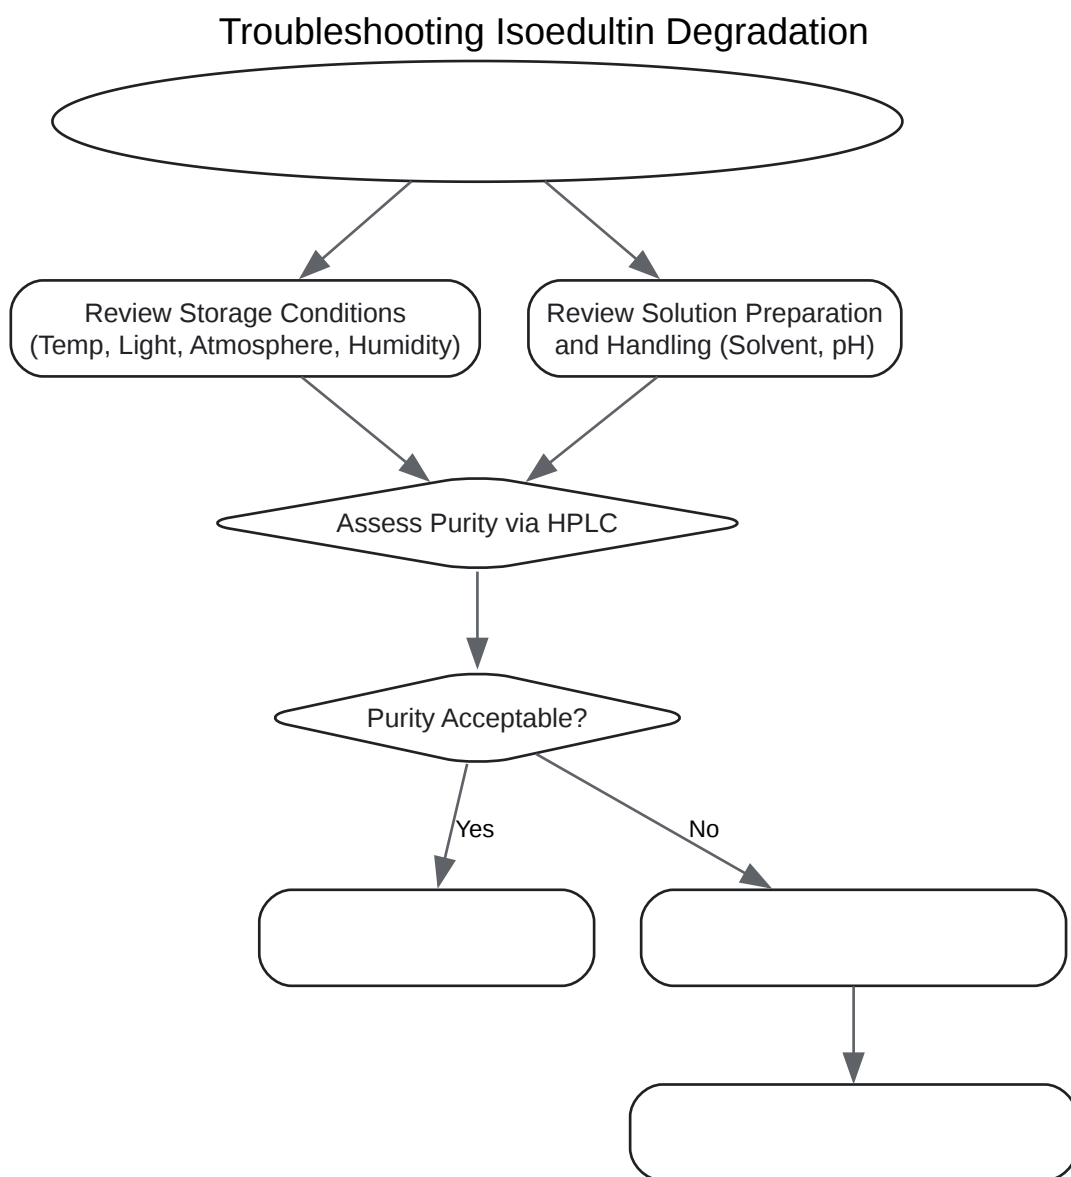 Troubleshooting Isoedultin Degradation
Review Storage Conditions
(Temp, Light, Atmosphere, Humidity)
Review Solution Preparation
and Handling (Solvent, pH)
Assess Purity via HPLC
Purity Acceptable?
Yes
No